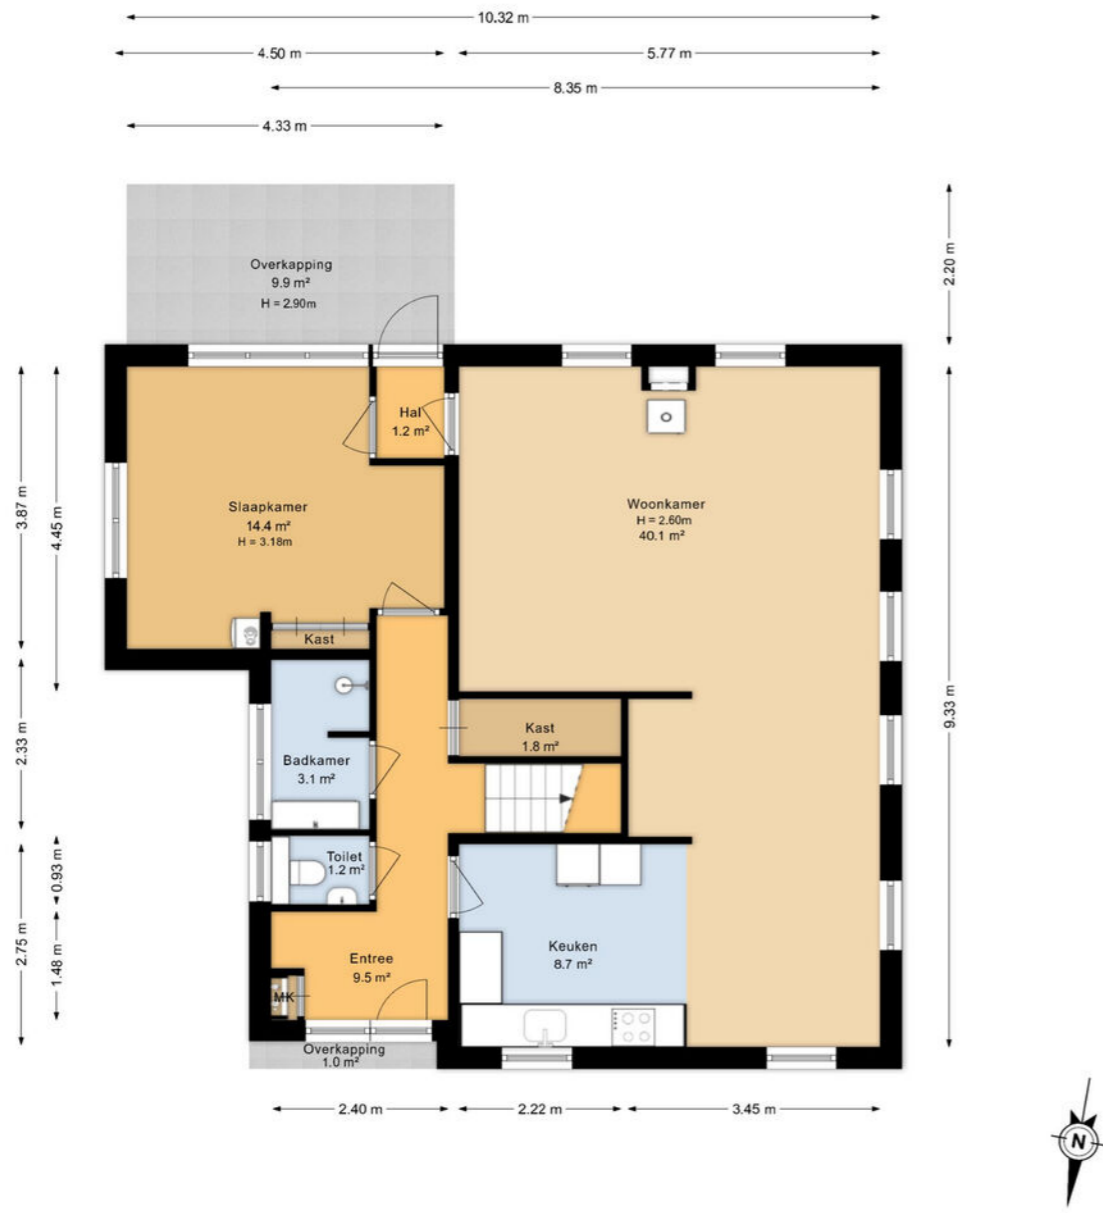 10.32 m
4.50 m
5.77 m
8.35 m
4.33 m
2.20 m
Overkapping
9.9 m²
H = 2.90m
Hal
1.2 m²
Slaapkamer
14.4 m²
H = 3.18m
Woonkamer
H = 2.60m
40.1 m²
3.87 m
4.45 m
Kast
9.33 m
Kast
1.8 m²
2.33 m
Badkamer
3.1 m²
Toilet
1.2 m²
0.93 m
2.75 m
1.48 m
Entree
9.5 m²
Keuken
8.7 m²
MK
Overkapping
1.0 m²
2.40 m
2.22 m
3.45 m
N